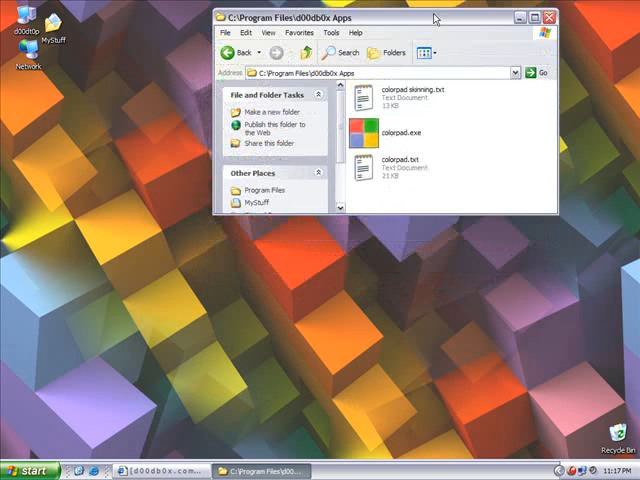 d00dt0p
MyStuff
Network
C:\Program Files\d00db0x Apps
File Edit View Favorites Tools Help
Back Search Folders
Address C:\Program Files\d00db0x Apps Go
File and Folder Tasks
Make a new folder
Publish this folder to
the Web
Share this folder
Other Places
Program Files
MyStuff
colorpad skinning.txt
Text Document
13 KB
colorpad.exe
colorpad.txt
Text Document
21 KB
Recycle Bin
start
[d00db0x.com...
C:\Program Files\d00...
11:17 PM